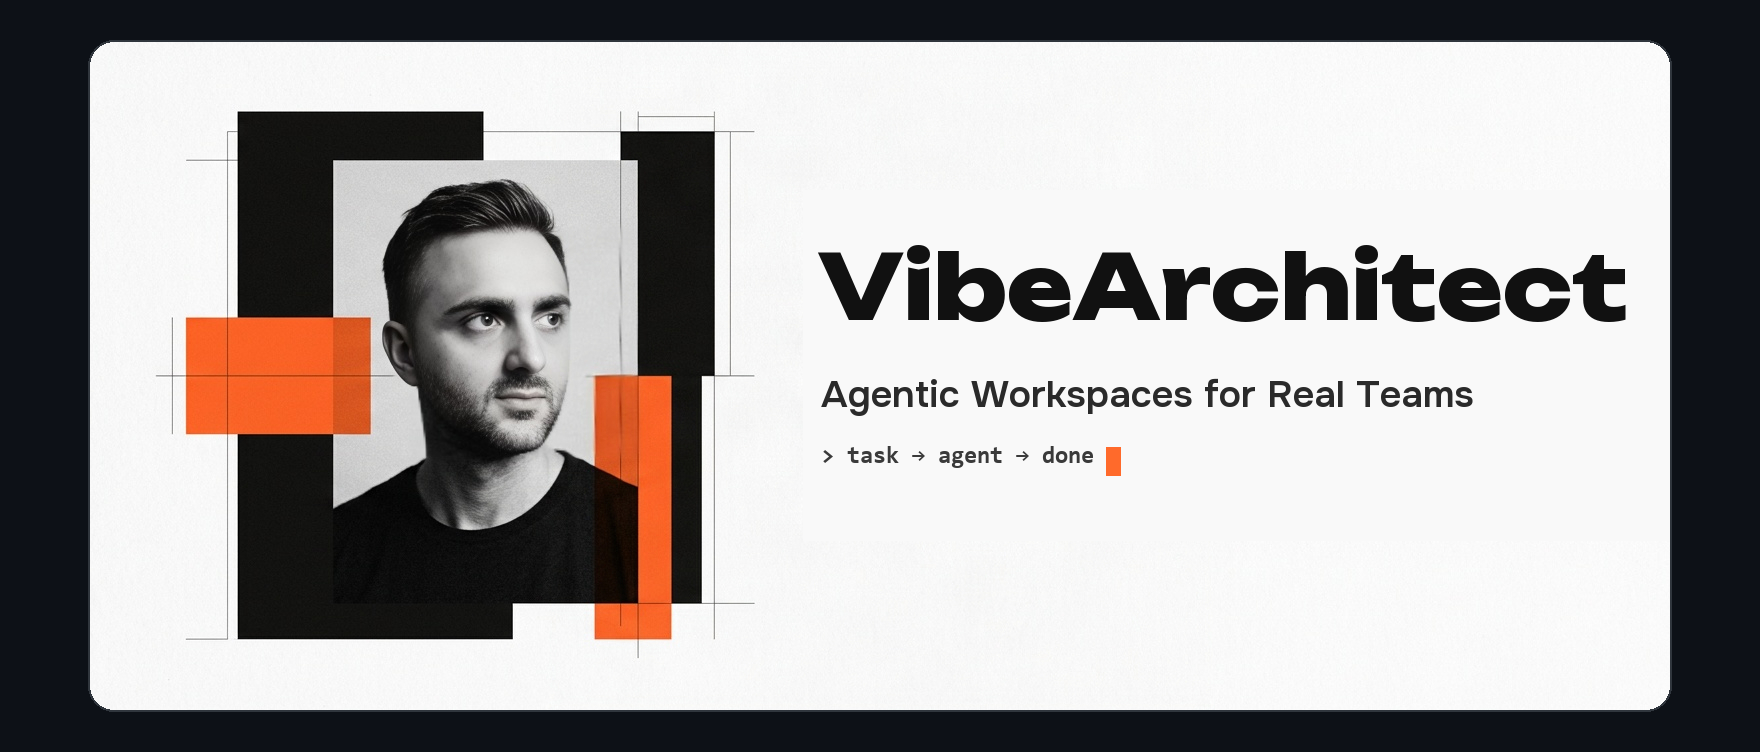 VibeArchitect
Agentic Workspaces for Real Teams
> task → agent → done